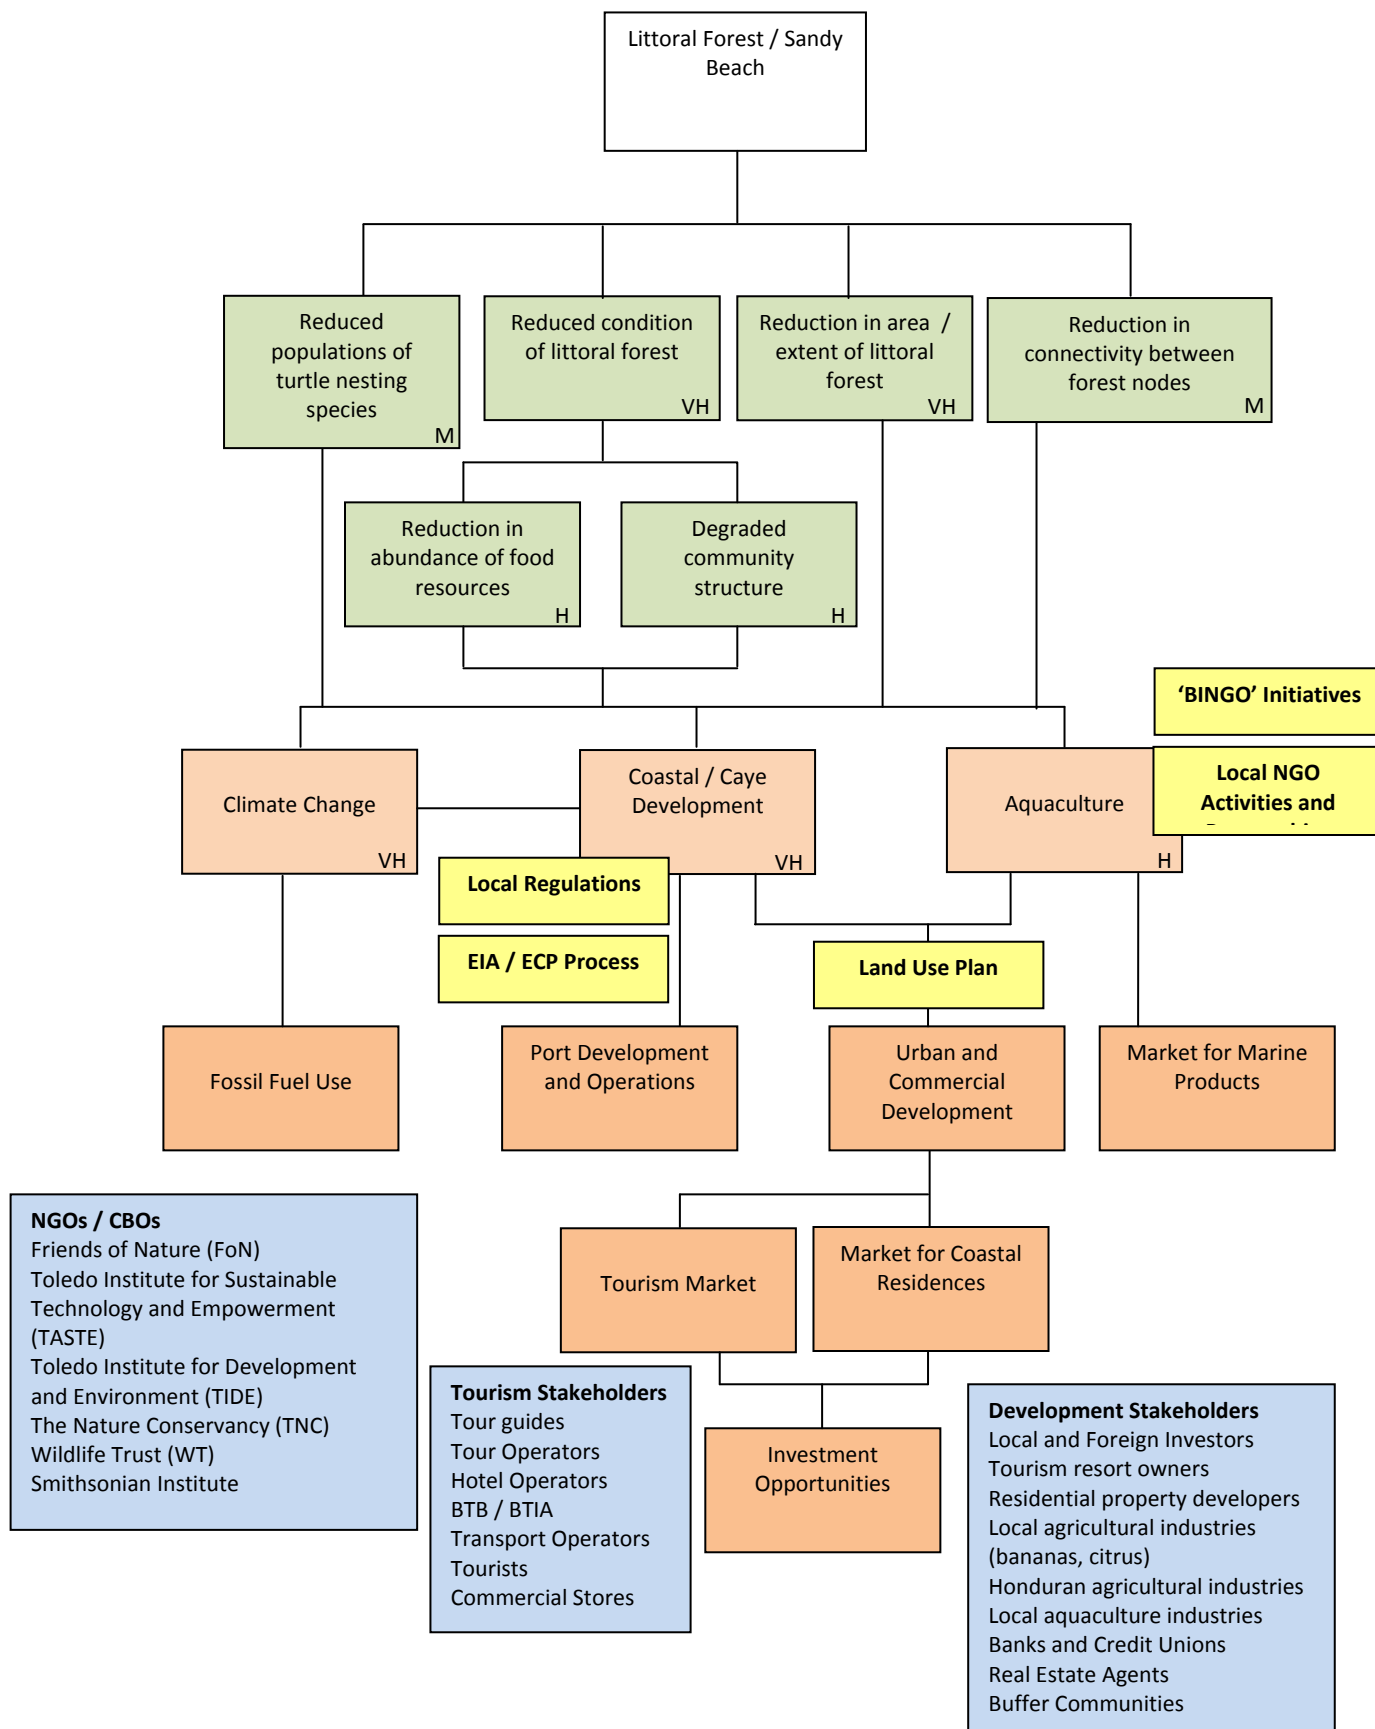 Littoral Forest / Sandy
Beach
Reduced
populations of
turtle nesting
species
M
Reduced condition
of littoral forest
VH
Reduction in area /
extent of littoral
forest
VH
Reduction in
connectivity between
forest nodes
M
Reduction in
abundance of food
resources
H
Degraded
community
structure
H
'BINGO' Initiatives
Local NGO
Activities and
Climate Change
VH
Coastal / Caye
Development
VH
Aquaculture
H
Local Regulations
EIA / ECP Process
Land Use Plan
Fossil Fuel Use
Port Development
and Operations
Urban and
Commercial
Development
Market for Marine
Products
NGOs / CBOs
Friends of Nature (FoN)
Toledo Institute for Sustainable
Technology and Empowerment
(TASTE)
Toledo Institute for Development
and Environment (TIDE)
The Nature Conservancy (TNC)
Wildlife Trust (WT)
Smithsonian Institute
Tourism Market
Market for Coastal
Residences
Tourism Stakeholders
Tour guides
Tour Operators
Hotel Operators
BTB / BTIA
Transport Operators
Tourists
Commercial Stores
Investment
Opportunities
Development Stakeholders
Local and Foreign Investors
Tourism resort owners
Residential property developers
Local agricultural industries
(bananas, citrus)
Honduran agricultural industries
Local aquaculture industries
Banks and Credit Unions
Real Estate Agents
Buffer Communities